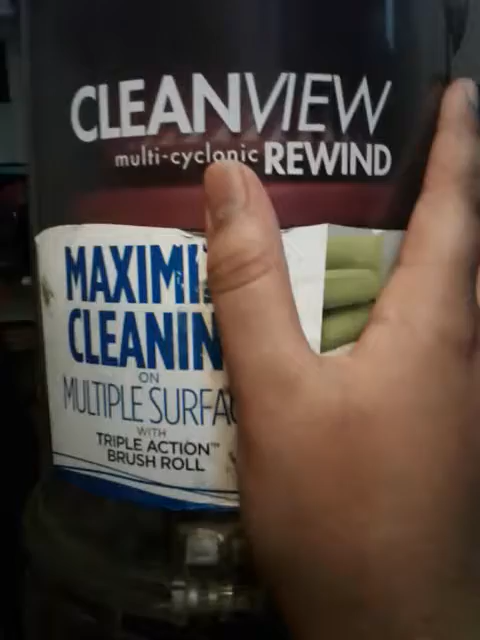 CLEANVIEW
multi-cyclonic REWIND
MAXIMI
CLEANIN
ON
MULTIPLE SURFA
WITH
TRIPLE ACTION™
BRUSH ROLL